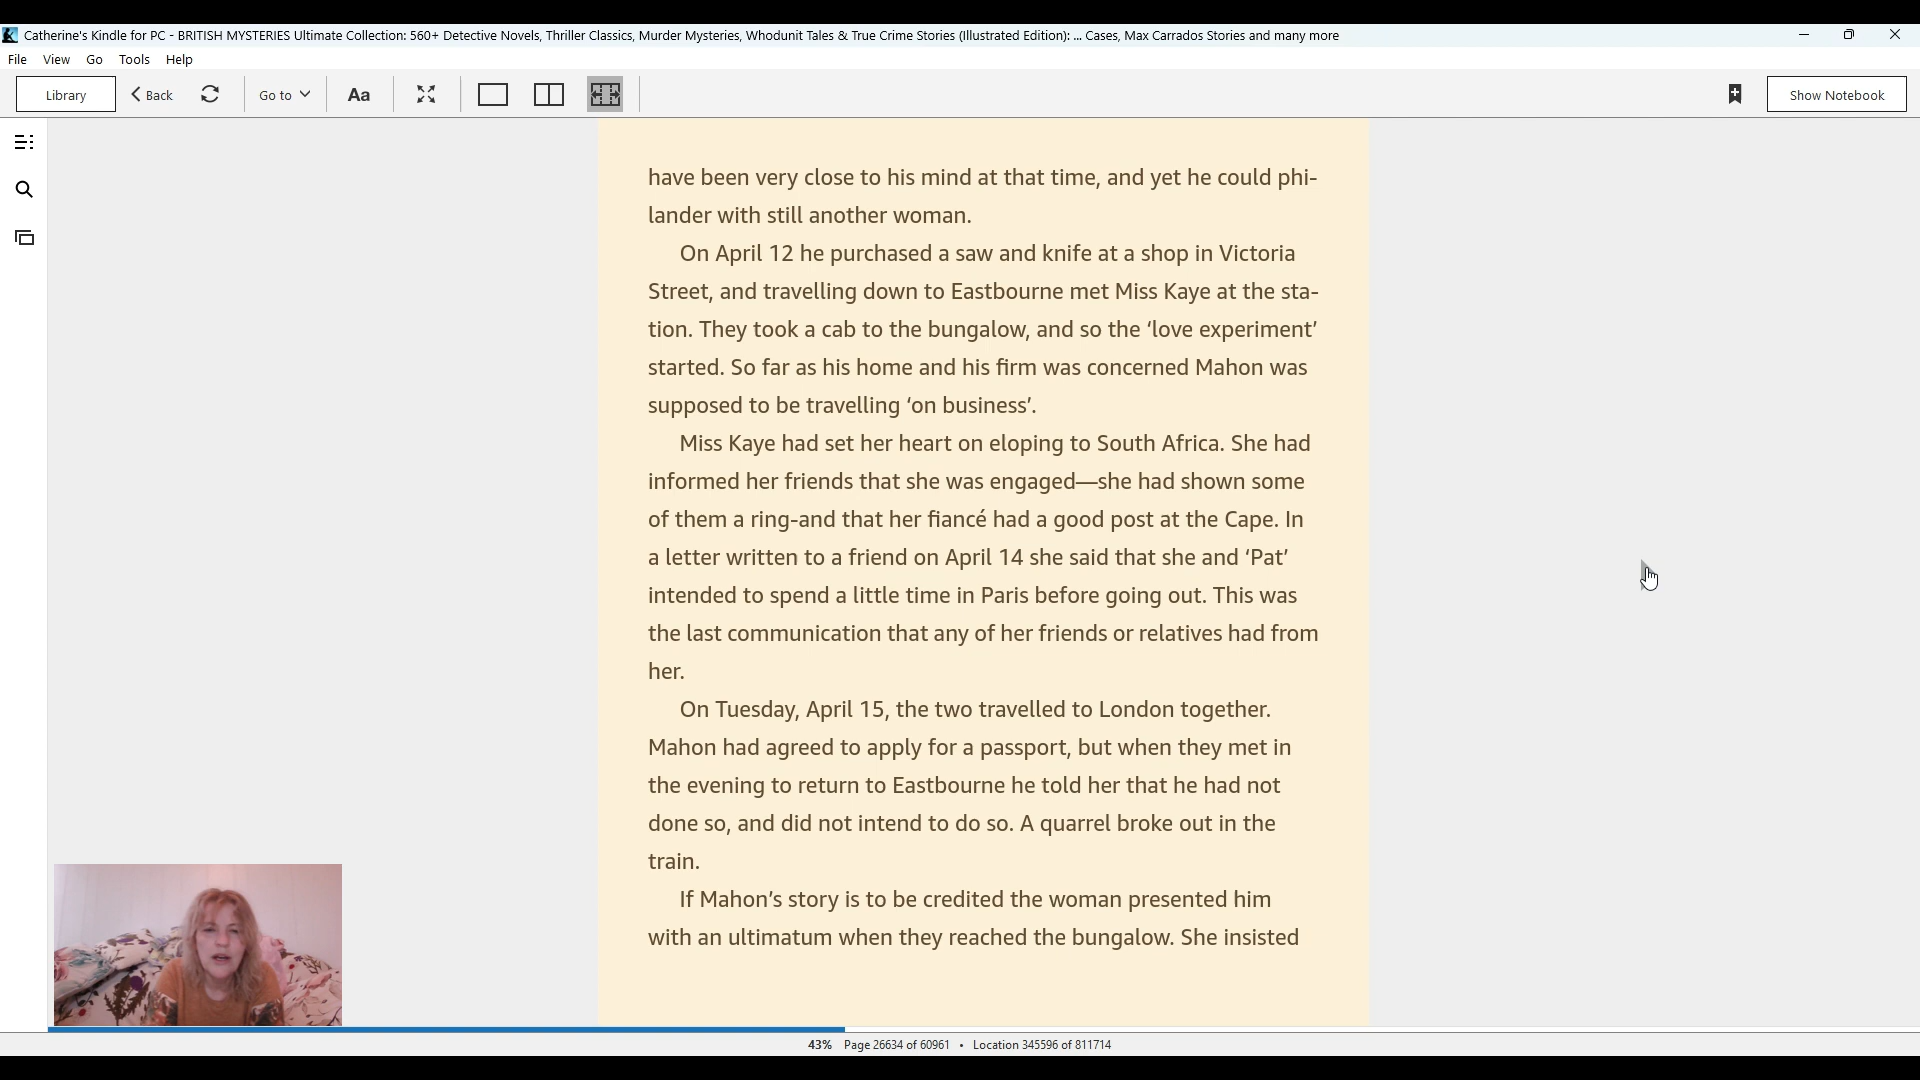 Catherine's Kindle for PC - BRITISH MYSTERIES Ultimate Collection: 560+ Detective Novels, Thriller Classics, Murder Mysteries, Whodunit Tales & True Crime Stories (Illustrated Edition): ... Cases, Max Carrados Stories and many more
File View Go Tools Help
Library Back Go to Aa Show Notebook
have been very close to his mind at that time, and yet he could phi-
lander with still another woman.
On April 12 he purchased a saw and knife at a shop in Victoria
Street, and travelling down to Eastbourne met Miss Kaye at the sta-
tion. They took a cab to the bungalow, and so the ‘love experiment’
started. So far as his home and his firm was concerned Mahon was
supposed to be travelling ‘on business’.
Miss Kaye had set her heart on eloping to South Africa. She had
informed her friends that she was engaged—she had shown some
of them a ring-and that her fiancé had a good post at the Cape. In
a letter written to a friend on April 14 she said that she and ‘Pat’
intended to spend a little time in Paris before going out. This was
the last communication that any of her friends or relatives had from
her.
On Tuesday, April 15, the two travelled to London together.
Mahon had agreed to apply for a passport, but when they met in
the evening to return to Eastbourne he told her that he had not
done so, and did not intend to do so. A quarrel broke out in the
train.
If Mahon’s story is to be credited the woman presented him
with an ultimatum when they reached the bungalow. She insisted
43% Page 26634 of 60961 • Location 345596 of 811714